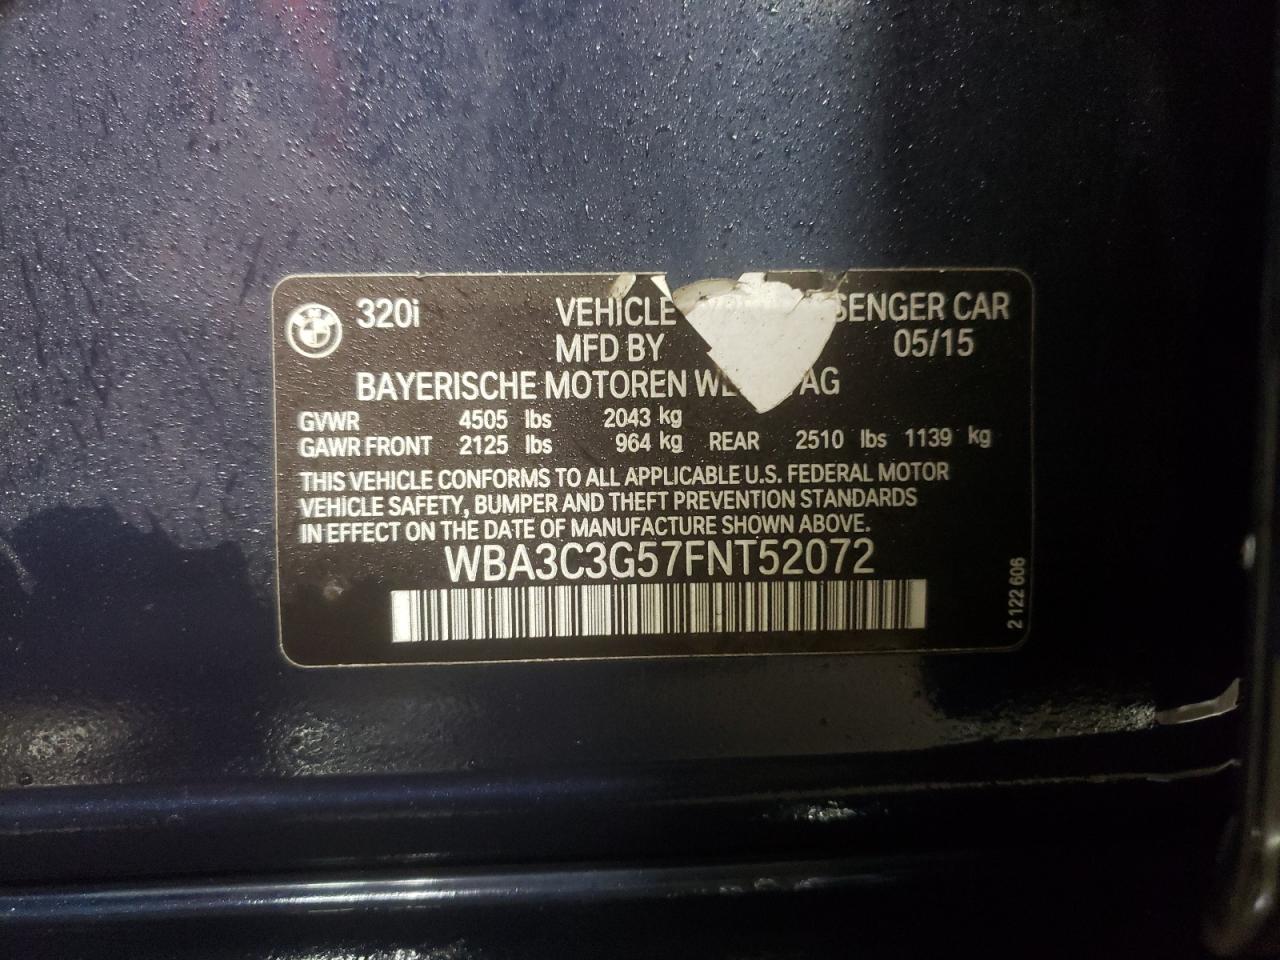 320i VEHICLE SENGER CAR
MFD BY 05/15
BAYERISCHE MOTOREN AG
GVWR 4505 lbs 2043 kg
GAWR FRONT 2125 lbs 964 kg REAR 2510 lbs 1139 kg
THIS VEHICLE CONFORMS TO ALL APPLICABLE U.S. FEDERAL MOTOR
VEHICLE SAFETY, BUMPER AND THEFT PREVENTION STANDARDS
IN EFFECT ON THE DATE OF MANUFACTURE SHOWN ABOVE.
WBA3C3G57FNT52072
2 122 606